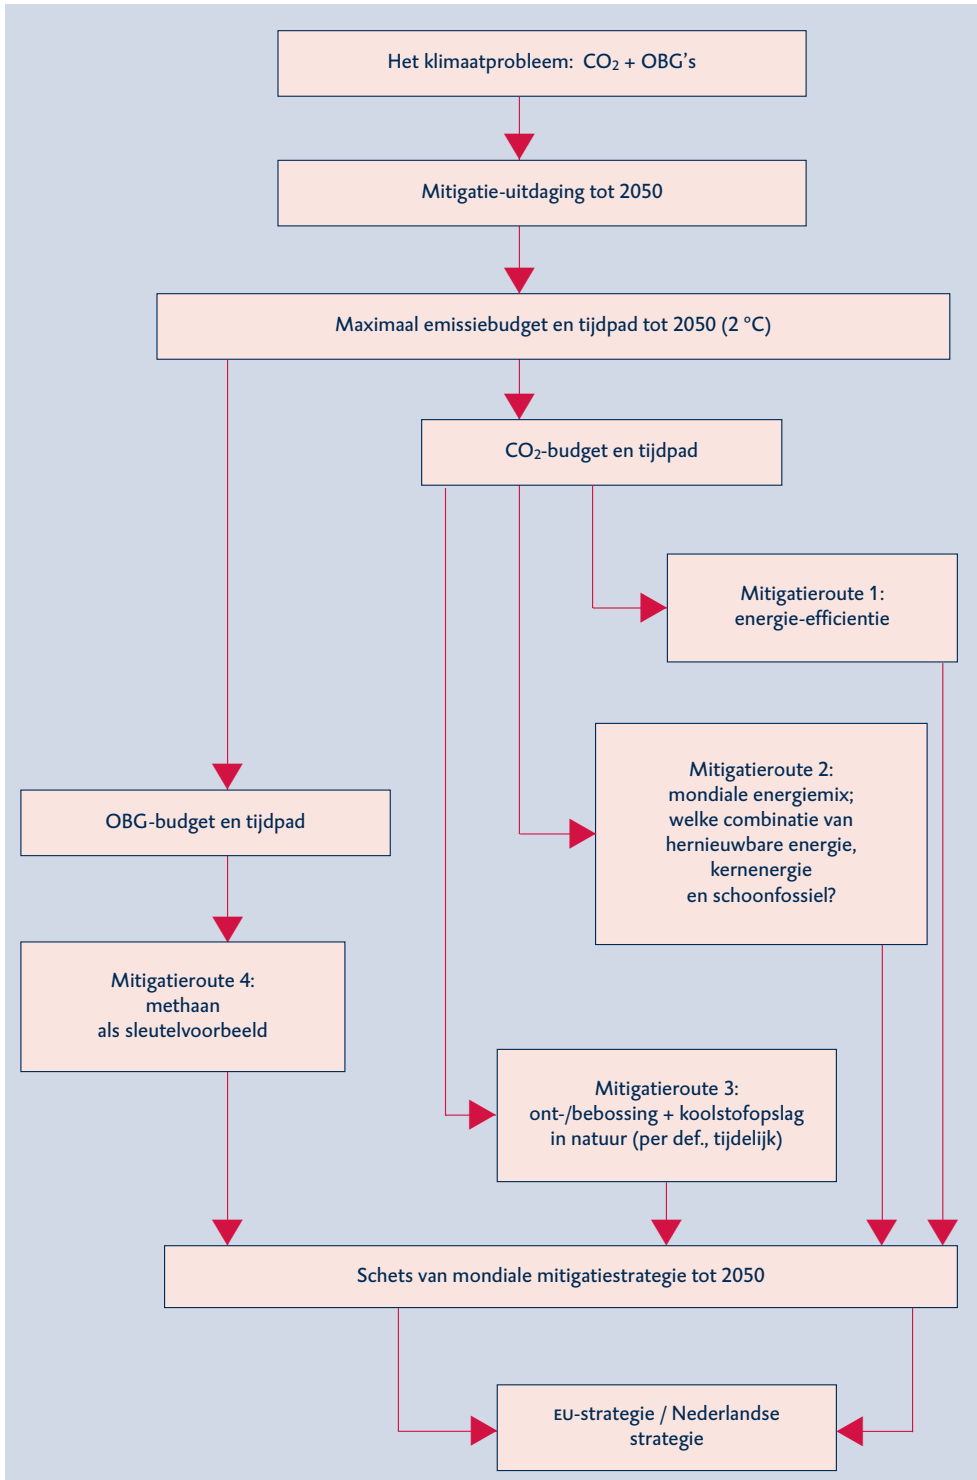 Het klimaatprobleem: CO₂ + OBG's
Mitigatie-uitdaging tot 2050
Maximaal emissiebudget en tijdpad tot 2050 (2 °C)
CO₂-budget en tijdpad
Mitigatieroute 1:
energie-efficientie
Mitigatieroute 2:
mondiale energiemix;
welke combinatie van
hernieuwbare energie,
kernenergie
en schoonfossiel?
OBG-budget en tijdpad
Mitigatieroute 4:
methaan
als sleutelvoorbeeld
Mitigatieroute 3:
ont-/bebossing + koolstofopslag
in natuur (per def., tijdelijk)
Schets van mondiale mitigatiestrategie tot 2050
EU-strategie / Nederlandse
strategie